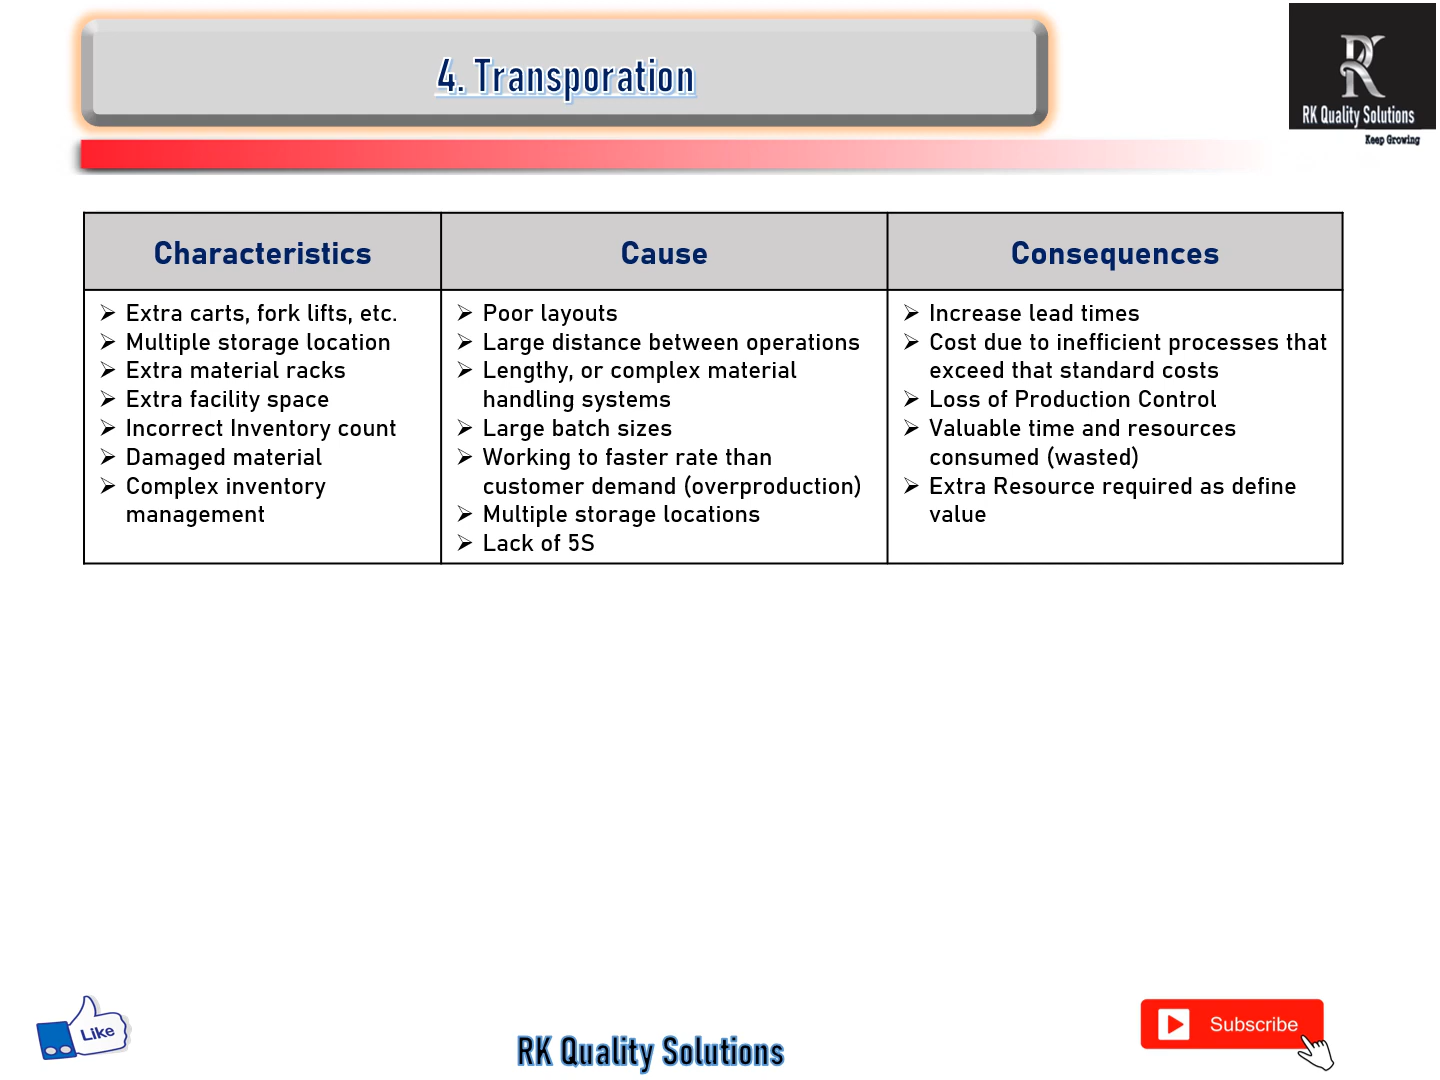 4. Transporation
RK Quality Solutions
Keep Growing
Characteristics
Cause
Consequences
➢ Extra carts, fork lifts, etc.
➢ Multiple storage location
➢ Extra material racks
➢ Extra facility space
➢ Incorrect Inventory count
➢ Damaged material
➢ Complex inventory
management
➢ Poor layouts
➢ Large distance between operations
➢ Lengthy, or complex material
handling systems
➢ Large batch sizes
➢ Working to faster rate than
customer demand (overproduction)
➢ Multiple storage locations
➢ Lack of 5S
➢ Increase lead times
➢ Cost due to inefficient processes that
exceed that standard costs
➢ Loss of Production Control
➢ Valuable time and resources
consumed (wasted)
➢ Extra Resource required as define
value
Like
RK Quality Solutions
Subscribe